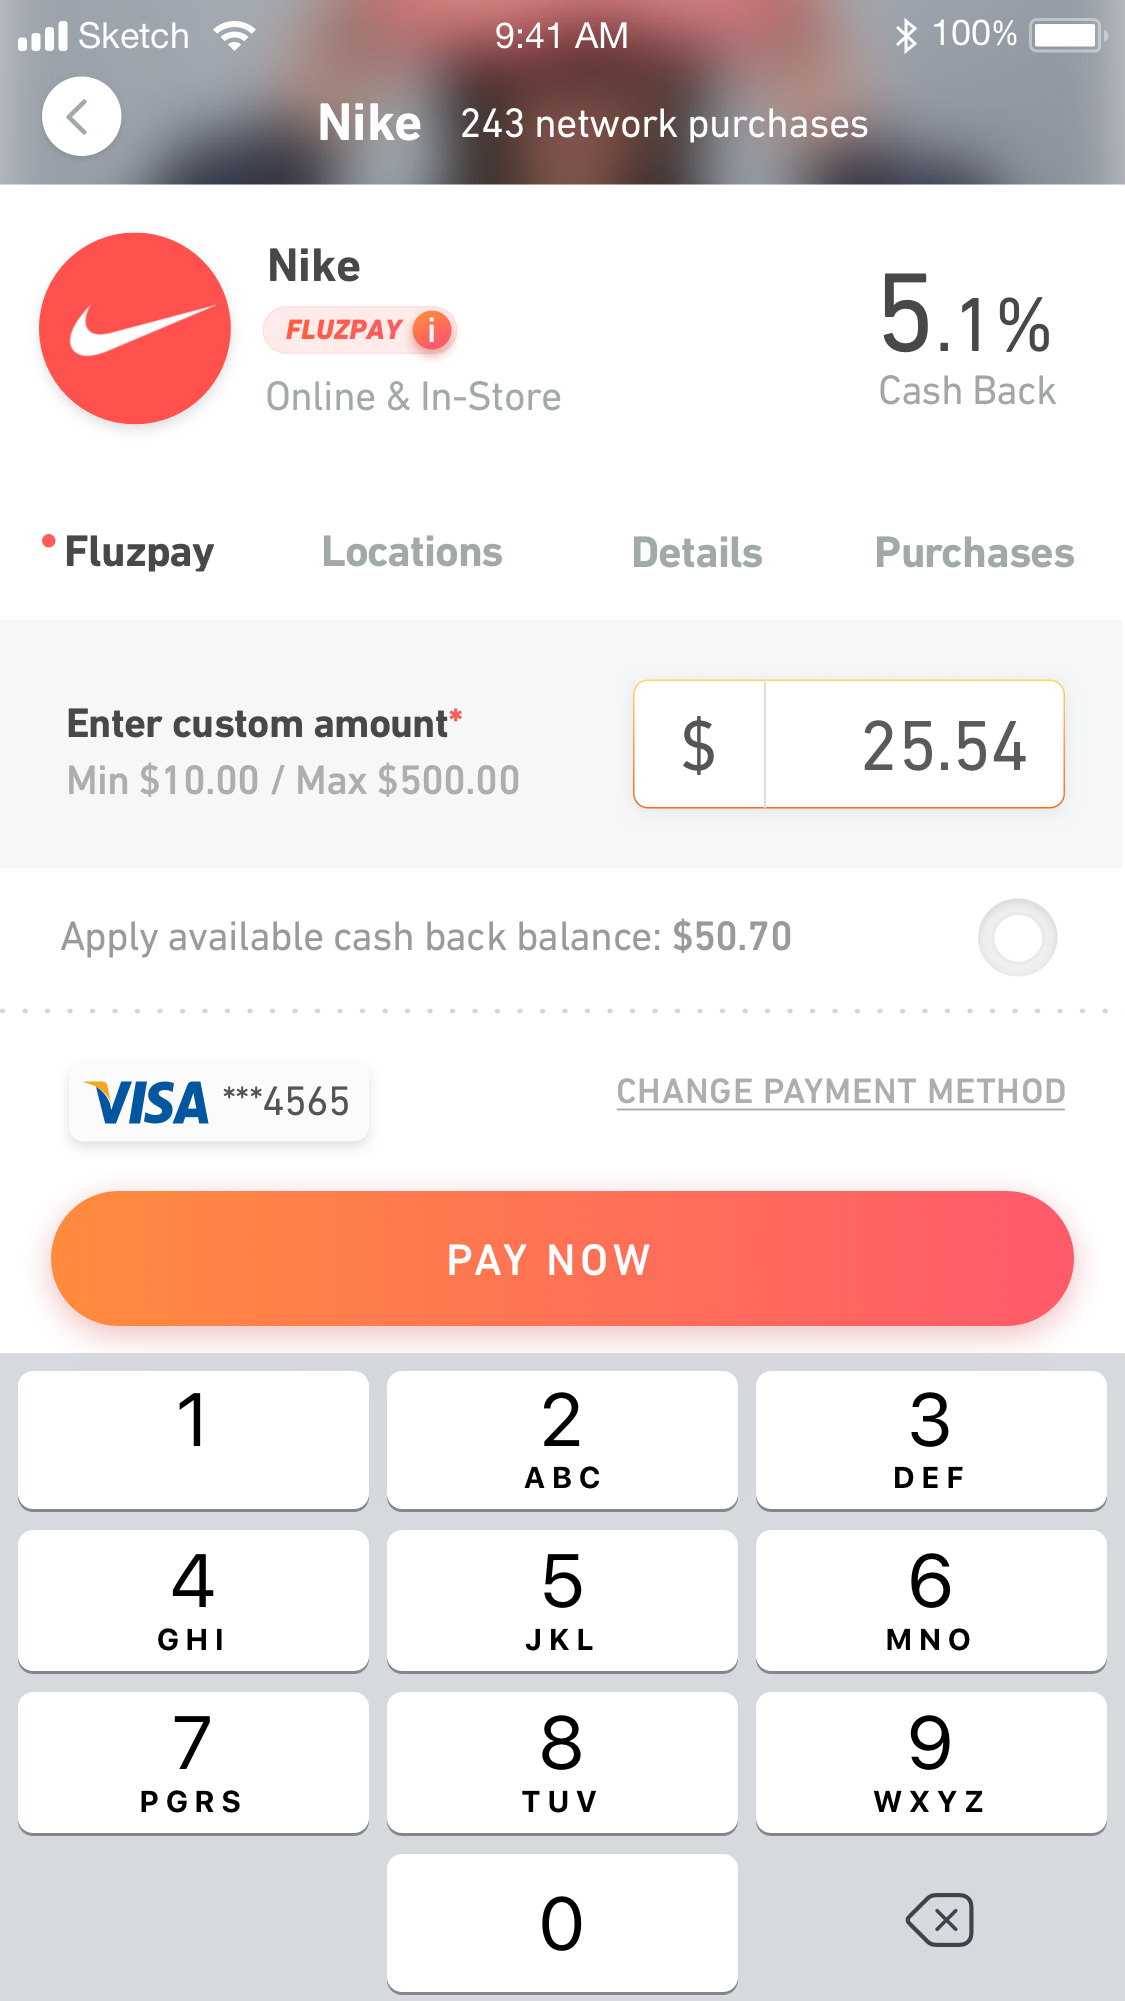 Sketch 9:41 AM 100%
Nike 243 network purchases
Nike
FLUZPAY i
Online & In-Store
5.1%
Cash Back
Fluzpay Locations Details Purchases
Enter custom amount*
Min $10.00 / Max $500.00
$ 25.54
Apply available cash back balance: $50.70
VISA ***4565
CHANGE PAYMENT METHOD
PAY NOW
1 2 3
ABC DEF
4 5 6
GHI JKL MNO
7 8 9
PGRS TUV WXYZ
0